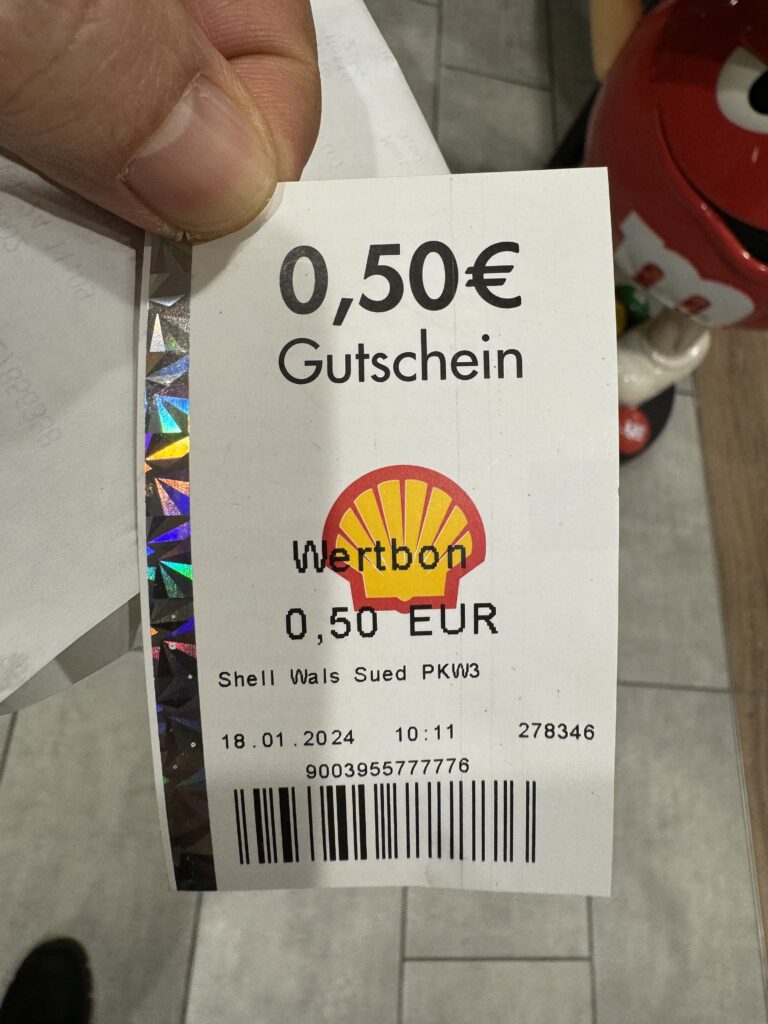 0,50€
Gutschein
Wertbon
0,50 EUR
Shell Wals Sued PKW3
18.01.2024 10:11 278346
9003955777776